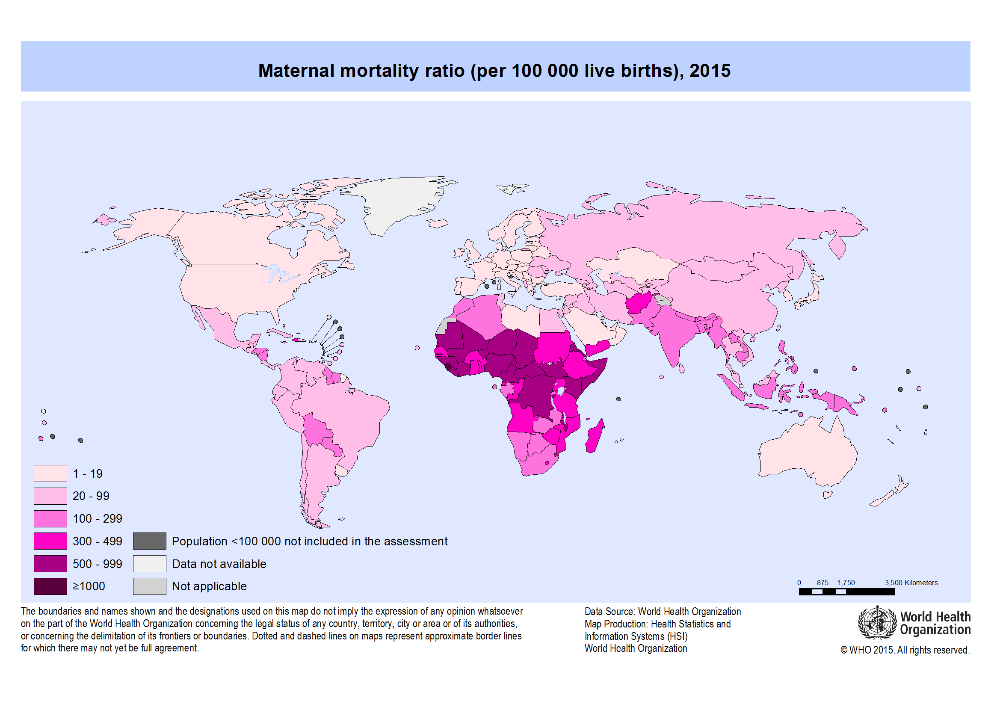 Maternal mortality ratio (per 100 000 live births), 2015
1 - 19
20 - 99
100 - 299
300 - 499
500 - 999
≥1000
Population <100 000 not included in the assessment
Data not available
Not applicable
0 875 1,750 3,500 Kilometers
The boundaries and names shown and the designations used on this map do not imply the expression of any opinion whatsoever
on the part of the World Health Organization concerning the legal status of any country, territory, city or area or of its authorities,
or concerning the delimitation of its frontiers or boundaries. Dotted and dashed lines on maps represent approximate border lines
for which there may not yet be full agreement.
Data Source: World Health Organization
Map Production: Health Statistics and
Information Systems (HSI)
World Health Organization
World Health
Organization
© WHO 2015. All rights reserved.